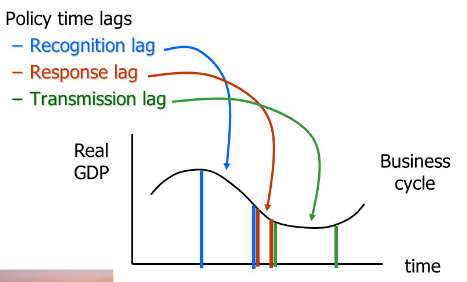 Policy time lags
– Recognition lag
– Response lag
– Transmission lag
Real
GDP
Business
cycle
time